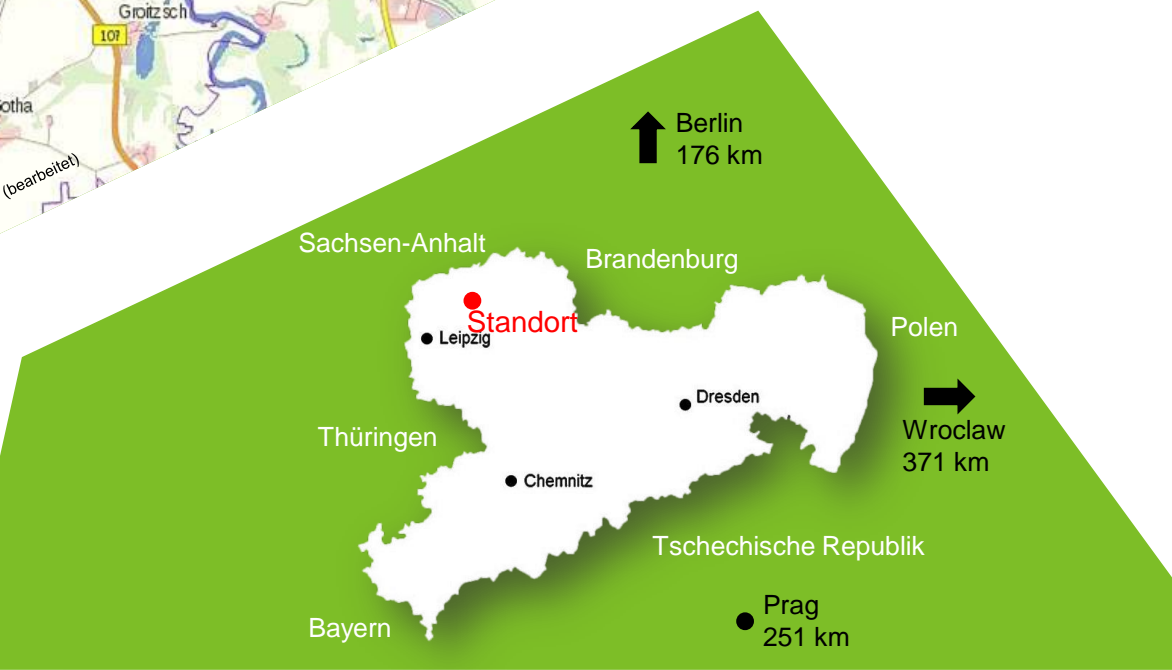 Groitzsch
107
otha
(bearbeitet)
Berlin
176 km
Sachsen-Anhalt
Brandenburg
Standort
Leipzig
Polen
Dresden
Wroclaw
371 km
Thüringen
Chemnitz
Tschechische Republik
Prag
251 km
Bayern